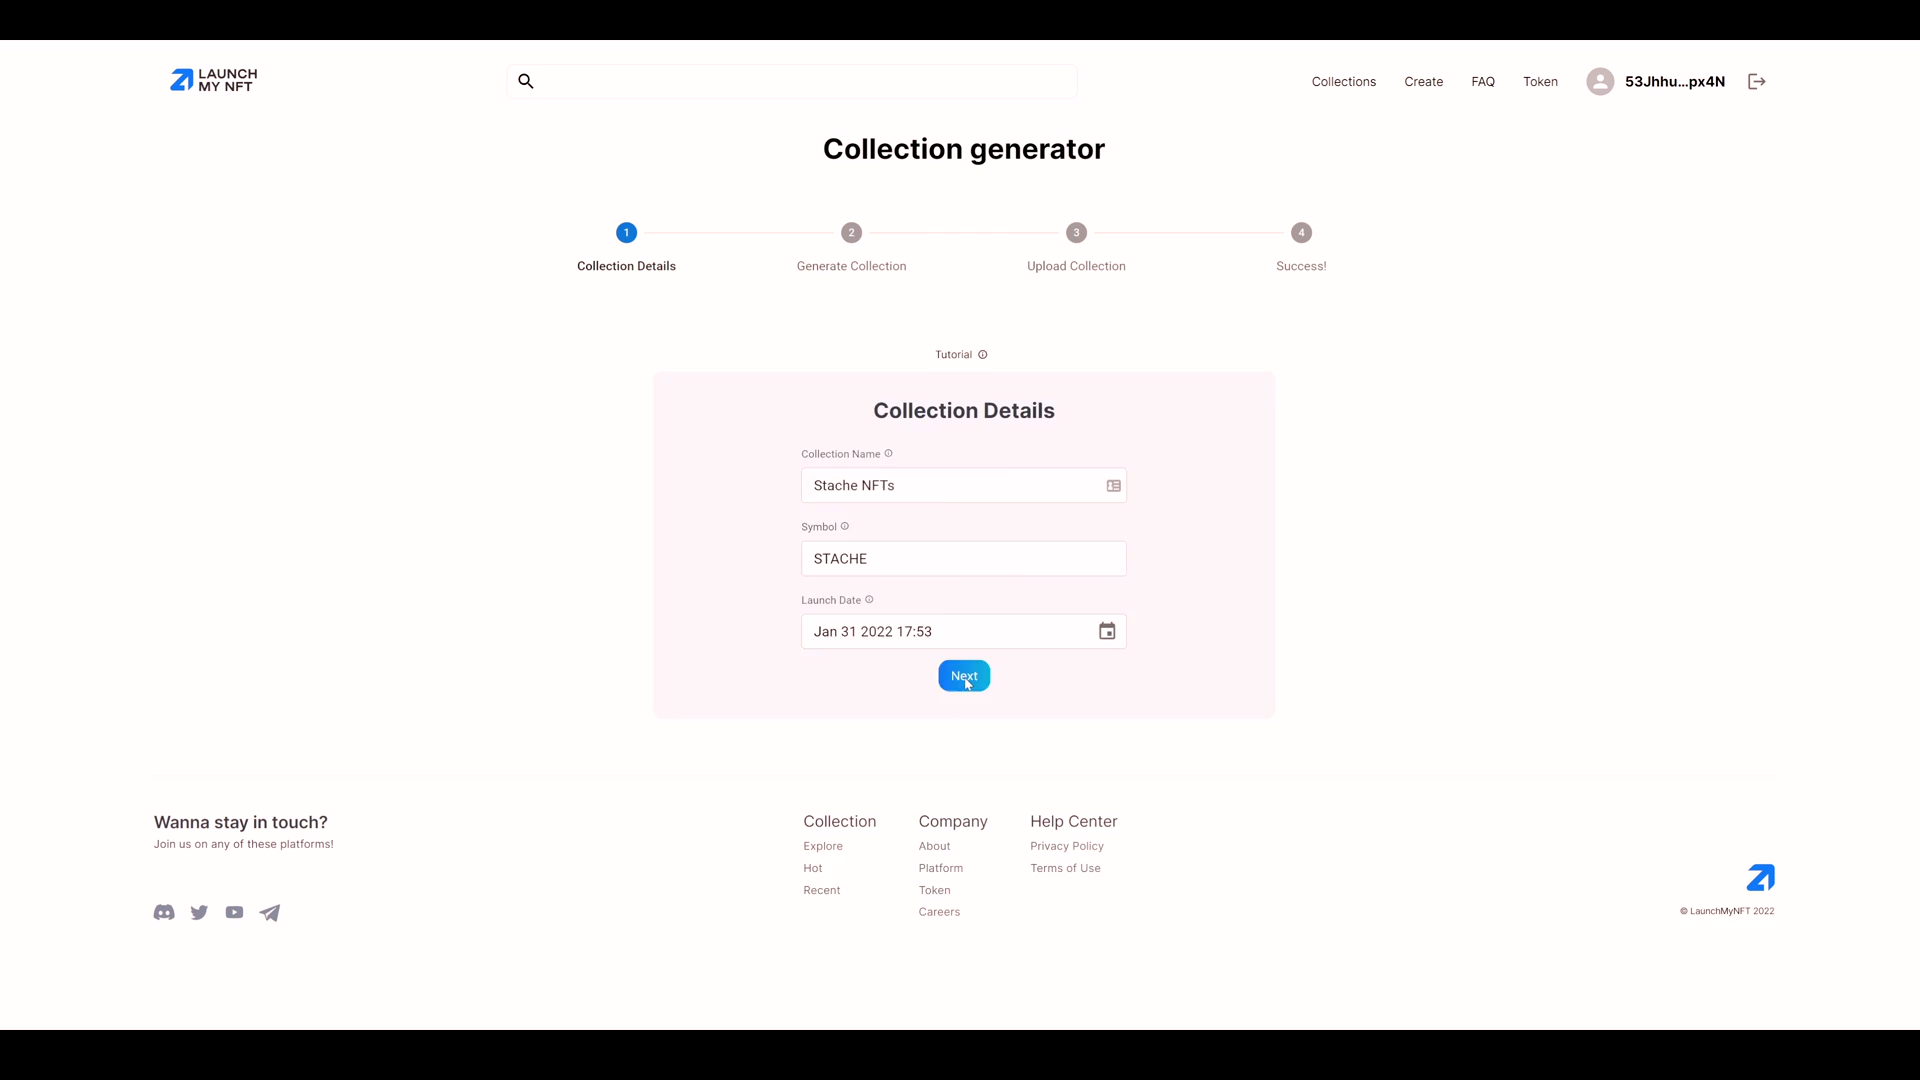 LAUNCH
MY NFT
Collections
Create
FAQ
Token
53Jhhu...px4N
Collection generator
1
2
3
4
Collection Details
Generate Collection
Upload Collection
Success!
Tutorial
Collection Details
Collection Name
Stache NFTs
Symbol
STACHE
Launch Date
Jan 31 2022 17:53
Next
Wanna stay in touch?
Join us on any of these platforms!
Collection
Explore
Hot
Recent
Company
About
Platform
Token
Careers
Help Center
Privacy Policy
Terms of Use
© LaunchMyNFT 2022